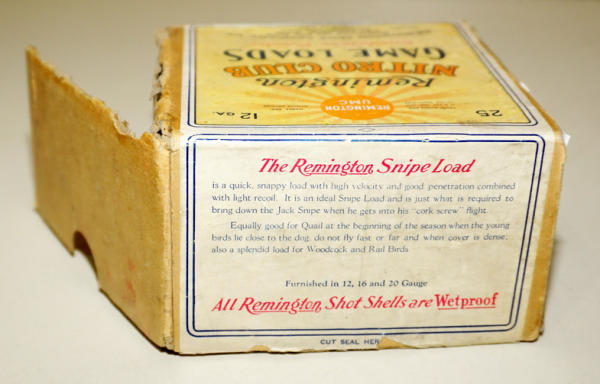 Remington
NITRO CLUB
GAME LOADS
REMINGTON
UMC
25
12 GA.
The Remington Snipe Load
is a quick, snappy load with high velocity and good penetration combined
with light recoil. It is an ideal Snipe Load and is just what is required to
bring down the Jack Snipe when he gets into his "cork screw" flight.
Equally good for Quail at the beginning of the season when the young
birds lie close to the dog, do not fly fast or far and when cover is dense;
also a splendid load for Woodcock and Rail Birds
Furnished in 12, 16 and 20 Gauge
All Remington Shot Shells are Wetproof
CUT SEAL HER